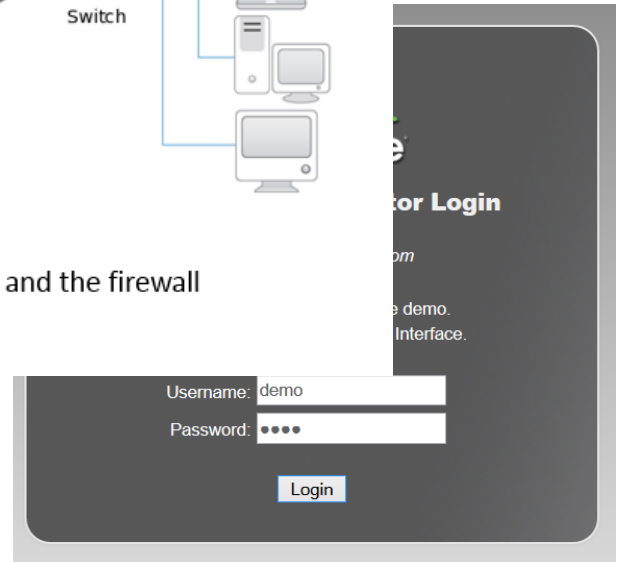 Switch
e
tor Login
om
and the firewall
e demo.
Interface.
Username: demo
Password: ••••
Login